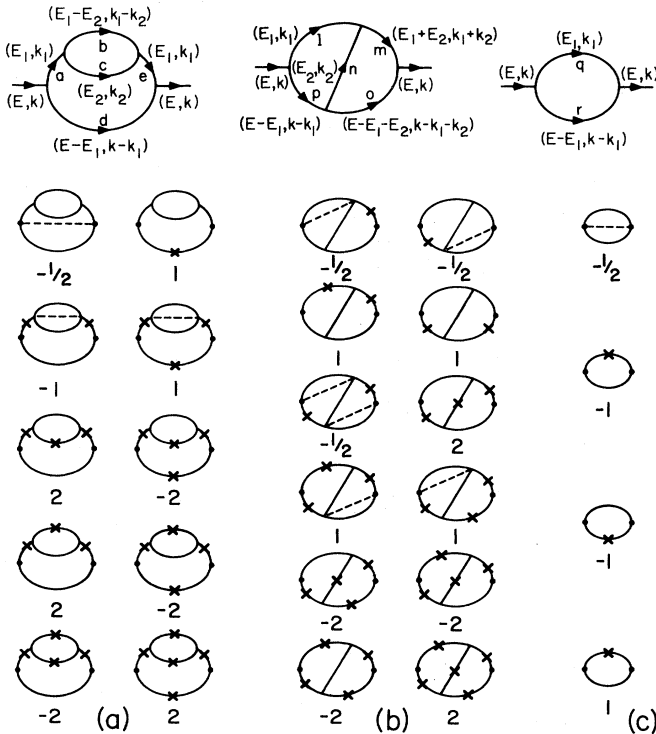 (E₁−E₂,k₁−k₂)
(E₁,k₁) b (E₁,k₁)
a c e
(E,k) (E₂,k₂) (E,k)
d
(E−E₁,k−k₁)
(E₁,k₁) l m (E₁+E₂,k₁+k₂)
(E,k) (E₂,k₂) n (E,k)
p o
(E−E₁,k−k₁) (E−E₁−E₂,k−k₁−k₂)
(E₁,k₁)
q
(E,k) (E,k)
r
(E−E₁,k−k₁)
-1/2 1 -1/2 -1/2 -1/2
-1 1 1 1 -1
2 -2 -1/2 2
2 -2 1 1 -1
-2 2 -2 -2
-2 2 1
(a) (b) (c)